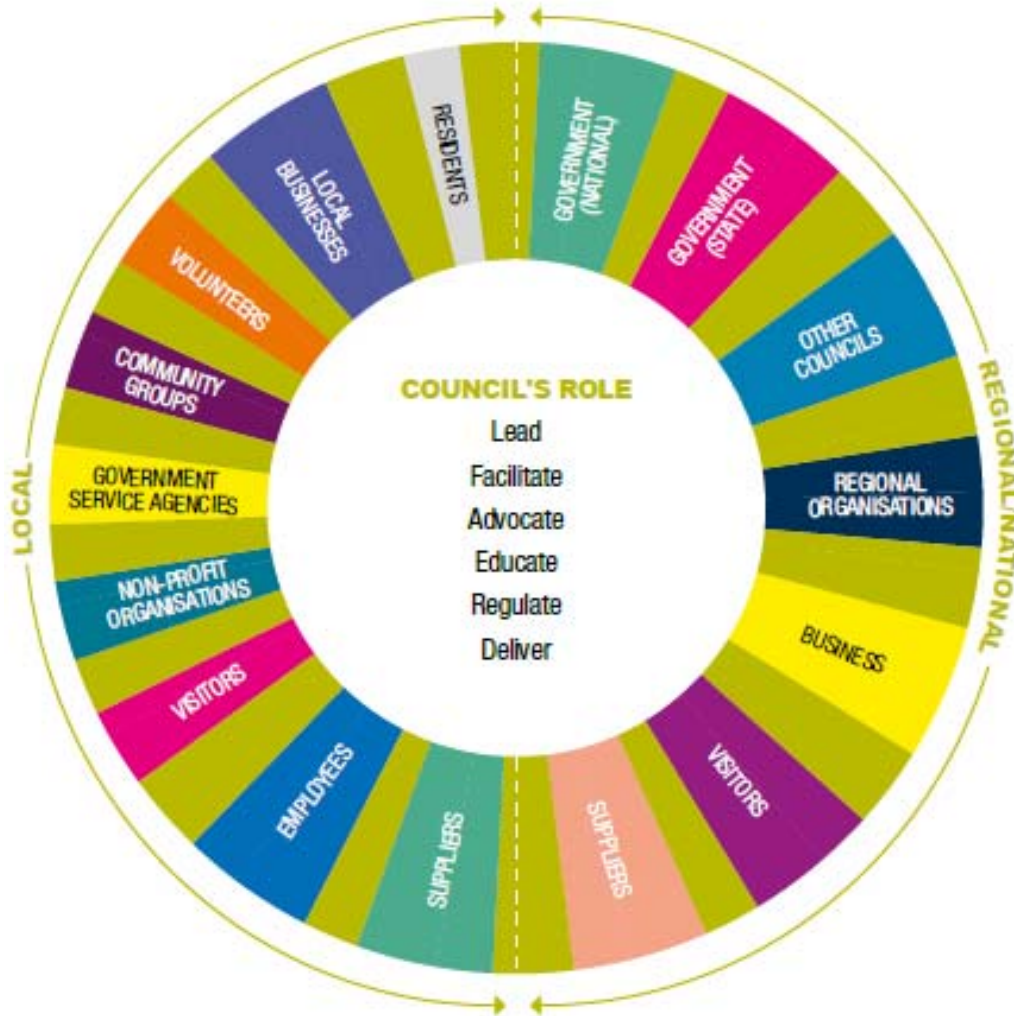 RESIDENTS
GOVERNMENT
(NATIONAL)
GOVERNMENT
(STATE)
OTHER
COUNCILS
REGIONAL
ORGANISATIONS
BUSINESS
VISITORS
SUPPLIERS
SUPPLIERS
EMPLOYEES
VISITORS
NON-PROFIT
ORGANISATIONS
GOVERNMENT
SERVICE AGENCIES
COMMUNITY
GROUPS
VOLUNTEERS
LOCAL
BUSINESSES
LOCAL
REGIONAL/NATIONAL
COUNCIL'S ROLE
Lead
Facilitate
Advocate
Educate
Regulate
Deliver